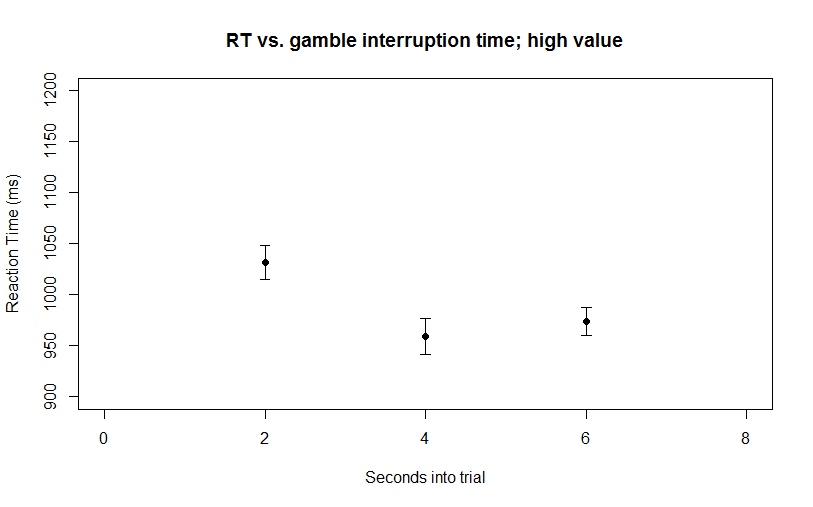 RT vs. gamble interruption time; high value
Reaction Time (ms)
1200
1150
1100
1050
1000
950
900
0 2 4 6 8
Seconds into trial